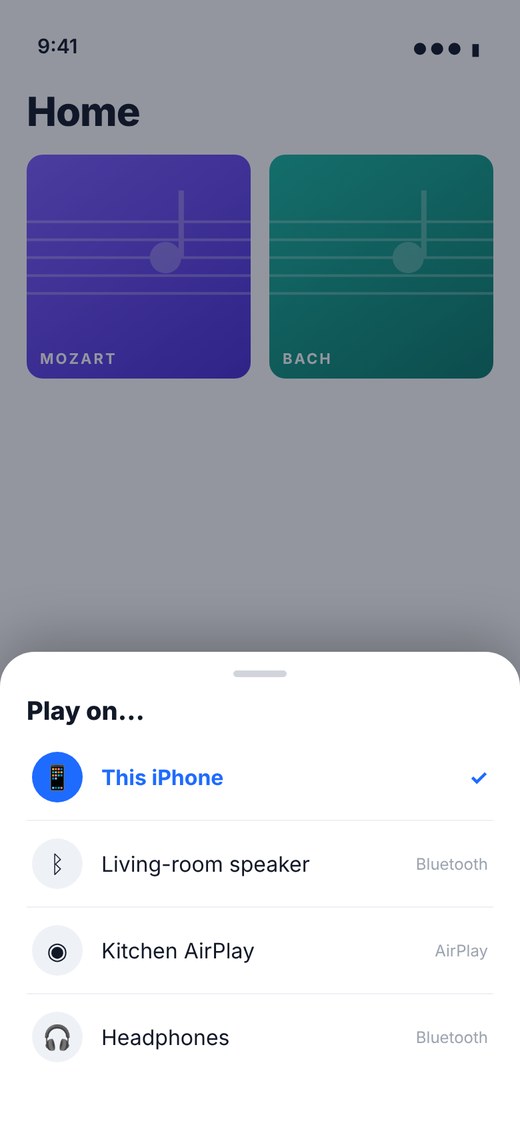 9:41
Home
MOZART
BACH
Play on...
This iPhone
Living-room speaker Bluetooth
Kitchen AirPlay AirPlay
Headphones Bluetooth